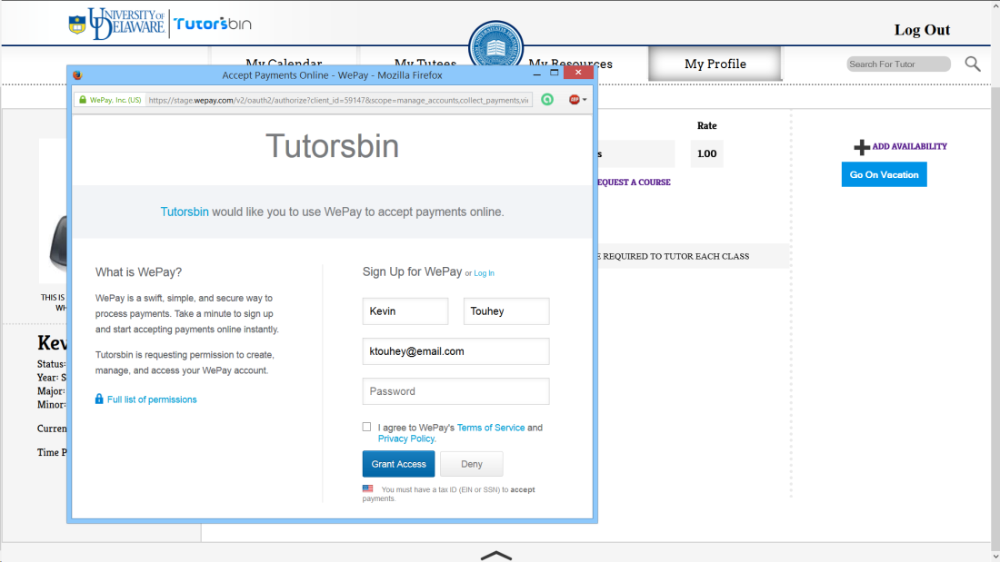 UNIVERSITY OF DELAWARE
Tutorsbin
Log Out
My Calendar
My Tutees
My Resources
My Profile
Search For Tutor
Accept Payments Online - WePay - Mozilla Firefox
WePay, Inc. (US)
https://stage.wepay.com/v2/oauth2/authorize?client_id=59147&scope=manage_accounts,collect_payments,vi
ABP
Tutorsbin
Tutorsbin would like you to use WePay to accept payments online.
What is WePay?
WePay is a swift, simple, and secure way to
process payments. Take a minute to sign up
and start accepting payments online instantly.
Tutorsbin is requesting permission to create,
manage, and access your WePay account.
Full list of permissions
Sign Up for WePay or Log In
Kevin
Touhey
ktouhey@email.com
Password
I agree to WePay's Terms of Service and
Privacy Policy.
Grant Access
Deny
You must have a tax ID (EIN or SSN) to accept
payments.
Rate
s
1.00
EQUEST A COURSE
E REQUIRED TO TUTOR EACH CLASS
ADD AVAILABILITY
Go On Vacation
THIS IS
WH
Kev
Status:
Year: S
Major:
Minor:
Curren
Time P